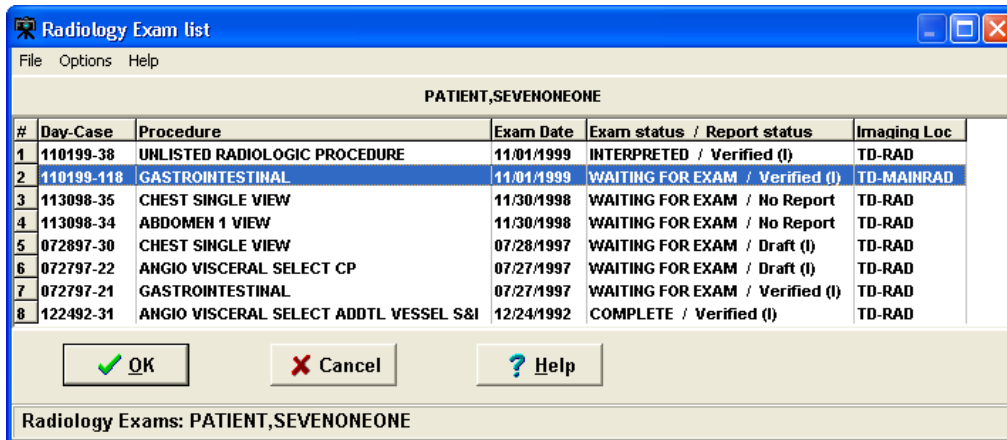 Radiology Exam list
File Options Help
PATIENT,SEVENONEONE
# Day-Case Procedure Exam Date Exam status / Report status Imaging Loc
1 110199-38 UNLISTED RADIOLOGIC PROCEDURE 11/01/1999 INTERPRETED / Verified (I) TD-RAD
2 110199-118 GASTROINTESTINAL 11/01/1999 WAITING FOR EXAM / Verified (I) TD-MAINRAD
3 113098-35 CHEST SINGLE VIEW 11/30/1998 WAITING FOR EXAM / No Report TD-RAD
4 113098-34 ABDOMEN 1 VIEW 11/30/1998 WAITING FOR EXAM / No Report TD-RAD
5 072897-30 CHEST SINGLE VIEW 07/28/1997 WAITING FOR EXAM / Draft (I) TD-RAD
6 072797-22 ANGIO VISCERAL SELECT CP 07/27/1997 WAITING FOR EXAM / Draft (I) TD-RAD
7 072797-21 GASTROINTESTINAL 07/27/1997 WAITING FOR EXAM / Verified (I) TD-RAD
8 122492-31 ANGIO VISCERAL SELECT ADDTL VESSEL S&I 12/24/1992 COMPLETE / Verified (I) TD-RAD
OK Cancel Help
Radiology Exams: PATIENT,SEVENONEONE